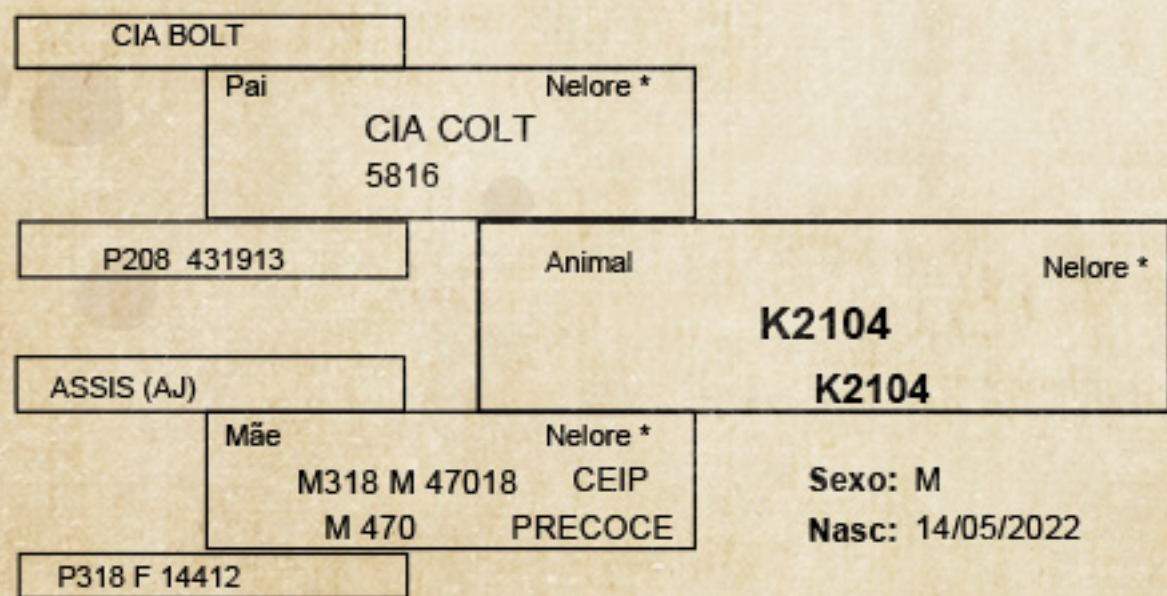 CIA BOLT
Pai Nelore *
CIA COLT
5816
P208 431913
Animal Nelore *
K2104
K2104
ASSIS (AJ)
Mãe Nelore *
M318 M 47018 CEIP
M 470 PRECOCE
Sexo: M
Nasc: 14/05/2022
P318 F 14412